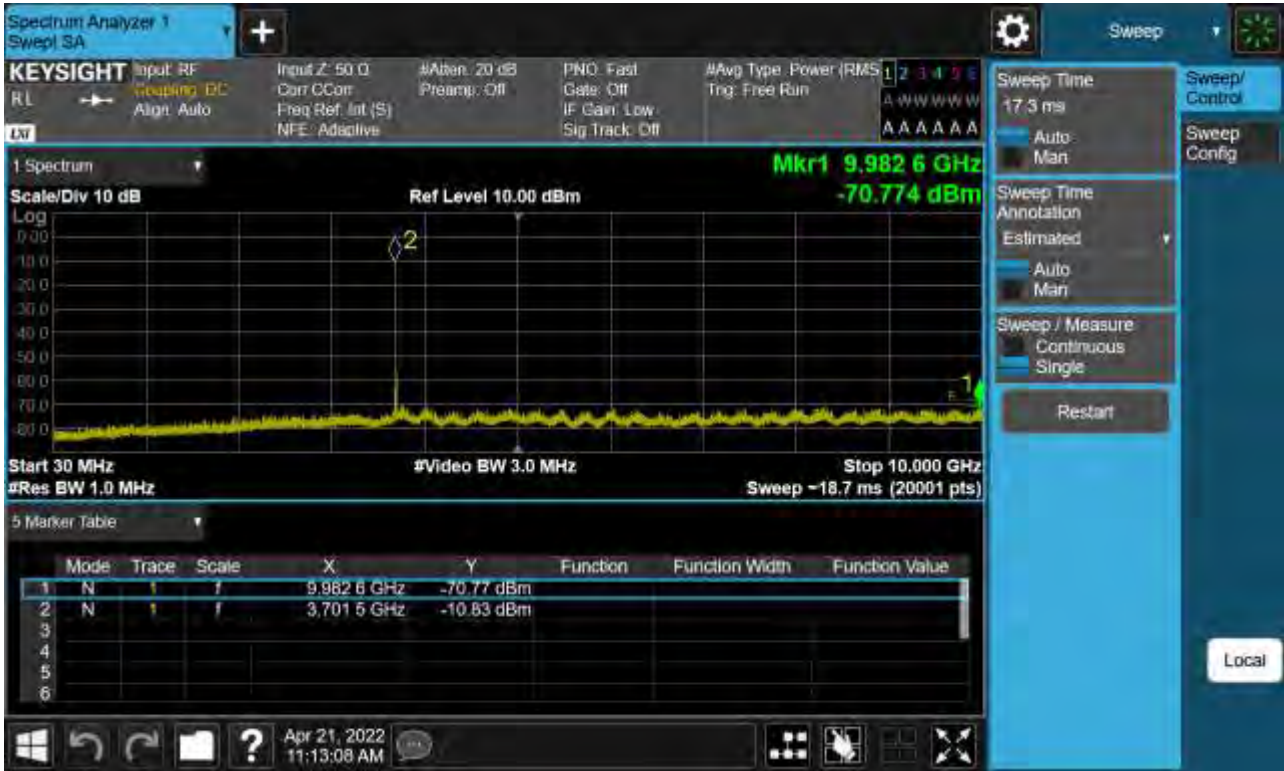 Spectrum Analyzer 1
Swept SA
+
Sweep
KEYSIGHT Input: RF Input Z: 50 Ω #Atten: 20 dB PNO: Fast #Avg Type: Power (RMS 1 2 3 4 5 6
RL Coupling: DC Corr CCorr Preamp: Off Gate: Off Trig: Free Run A W W W W W
Align: Auto Freq Ref: Int (S) IF Gain: Low
LXI NFE: Adaptive Sig Track: Off A A A A A A
1 Spectrum
Mkr1 9.982 6 GHz
Scale/Div 10 dB Ref Level 10.00 dBm -70.774 dBm
Log
0.00
-10.0
-20.0
-30.0
-40.0
-50.0
-60.0
-70.0
-80.0
2
1
Start 30 MHz #Video BW 3.0 MHz Stop 10.000 GHz
#Res BW 1.0 MHz Sweep ~18.7 ms (20001 pts)
5 Marker Table
Mode Trace Scale X Y Function Function Width Function Value
1 N 1 f 9.982 6 GHz -70.77 dBm
2 N 1 f 3.701 5 GHz -10.83 dBm
3
4
5
6
Sweep Time
17.3 ms
Auto
Man
Sweep Time
Annotation
Estimated
Auto
Man
Sweep / Measure
Continuous
Single
Restart
Sweep/
Control
Sweep
Config
Local
?
Apr 21, 2022
11:13:08 AM